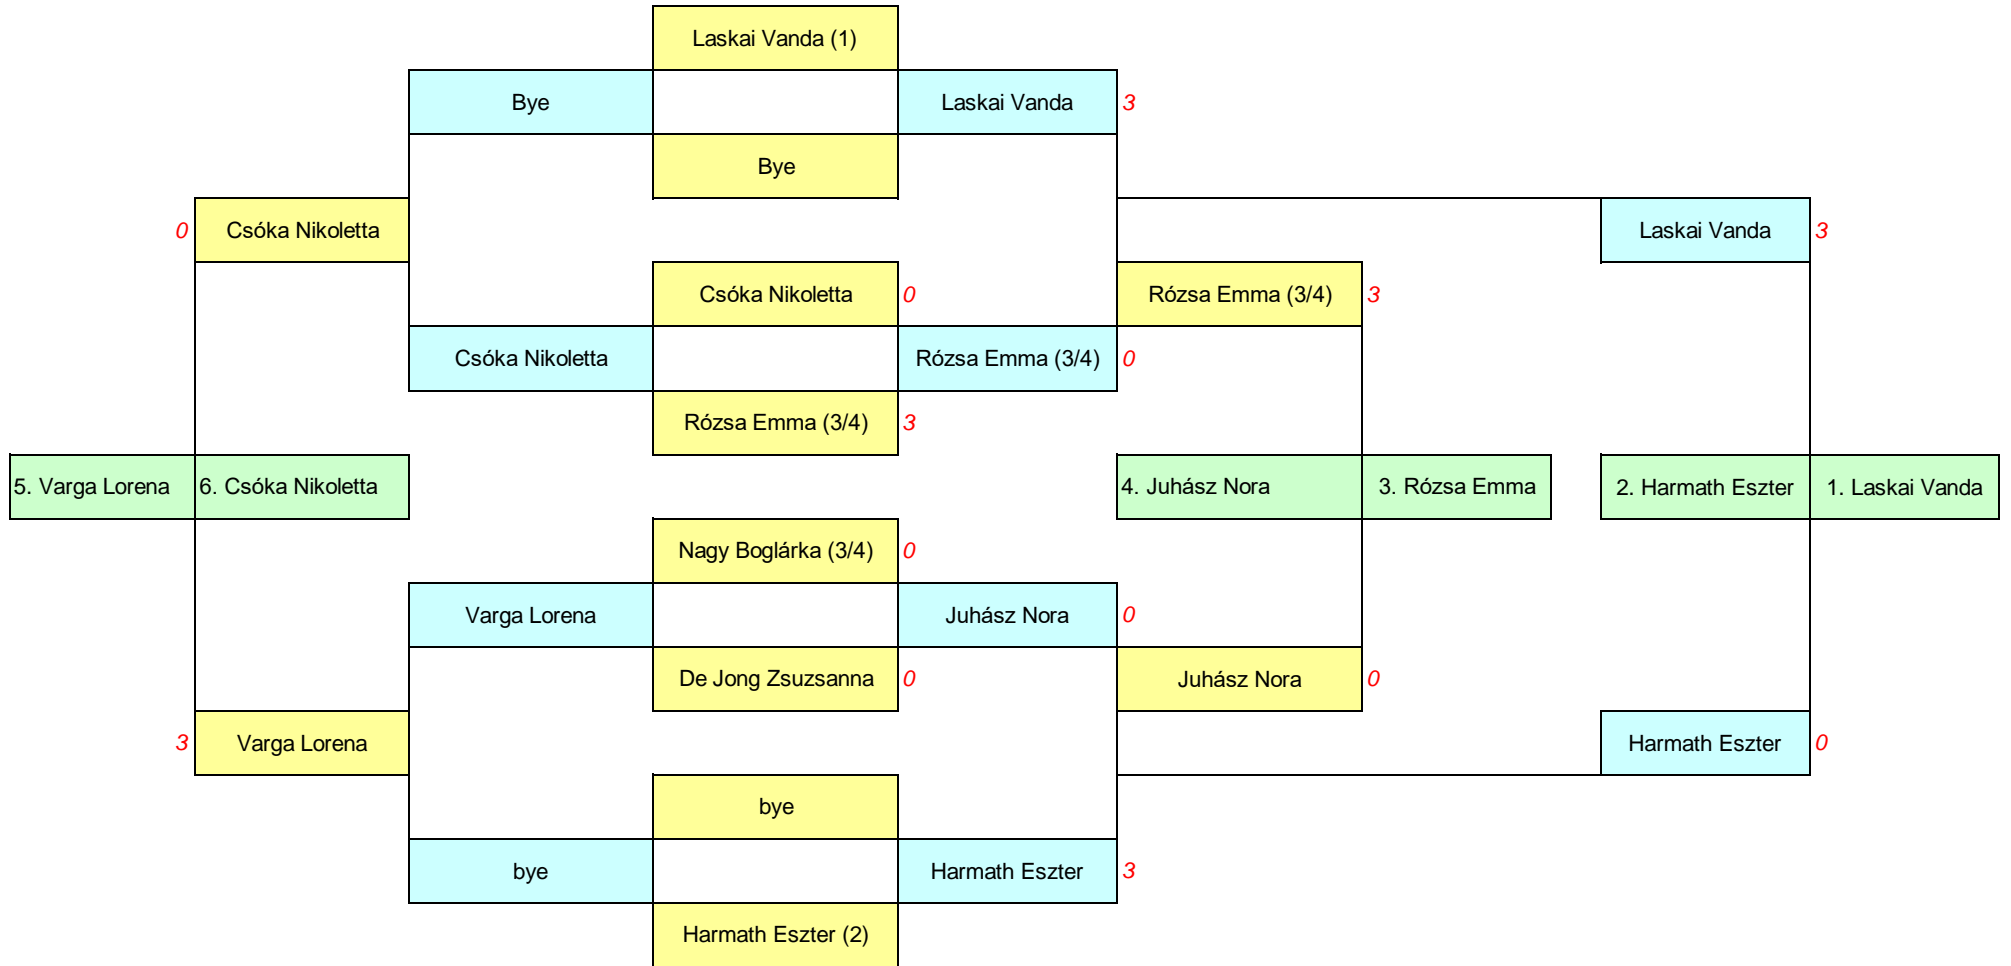 Laskai Vanda (1)
Bye Laskai Vanda 3
Bye
0 Csóka Nikoletta Laskai Vanda 3
Csóka Nikoletta 0 Rózsa Emma (3/4) 3
Csóka Nikoletta Rózsa Emma (3/4) 0
Rózsa Emma (3/4) 3
5. Varga Lorena 6. Csóka Nikoletta 4. Juhász Nora 3. Rózsa Emma 2. Harmath Eszter 1. Laskai Vanda
Nagy Boglárka (3/4) 0
Varga Lorena Juhász Nora 0
De Jong Zsuzsanna 0 Juhász Nora 0
3 Varga Lorena Harmath Eszter 0
bye
bye Harmath Eszter 3
Harmath Eszter (2)